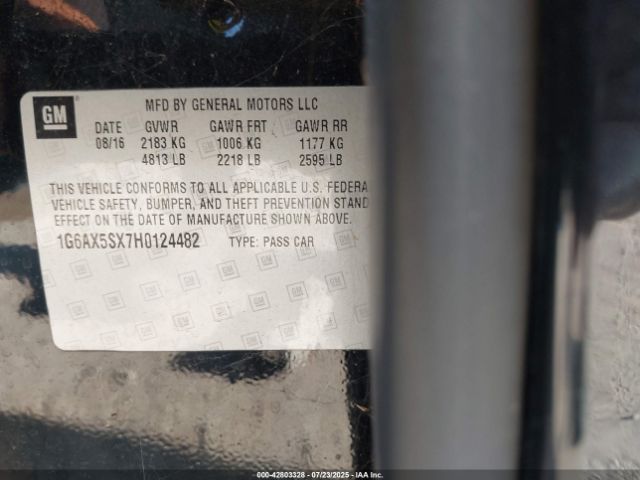 GM
MFD BY GENERAL MOTORS LLC
DATE GVWR GAWR FRT GAWR RR
08/16 2183 KG 1006 KG 1177 KG
4813 LB 2218 LB 2595 LB
THIS VEHICLE CONFORMS TO ALL APPLICABLE U.S. FEDERA
VEHICLE SAFETY, BUMPER, AND THEFT PREVENTION STAND
EFFECT ON THE DATE OF MANUFACTURE SHOWN ABOVE.
1G6AX5SX7H0124482 TYPE: PASS CAR
000-42803328 - 07/23/2025 - IAAI.COM